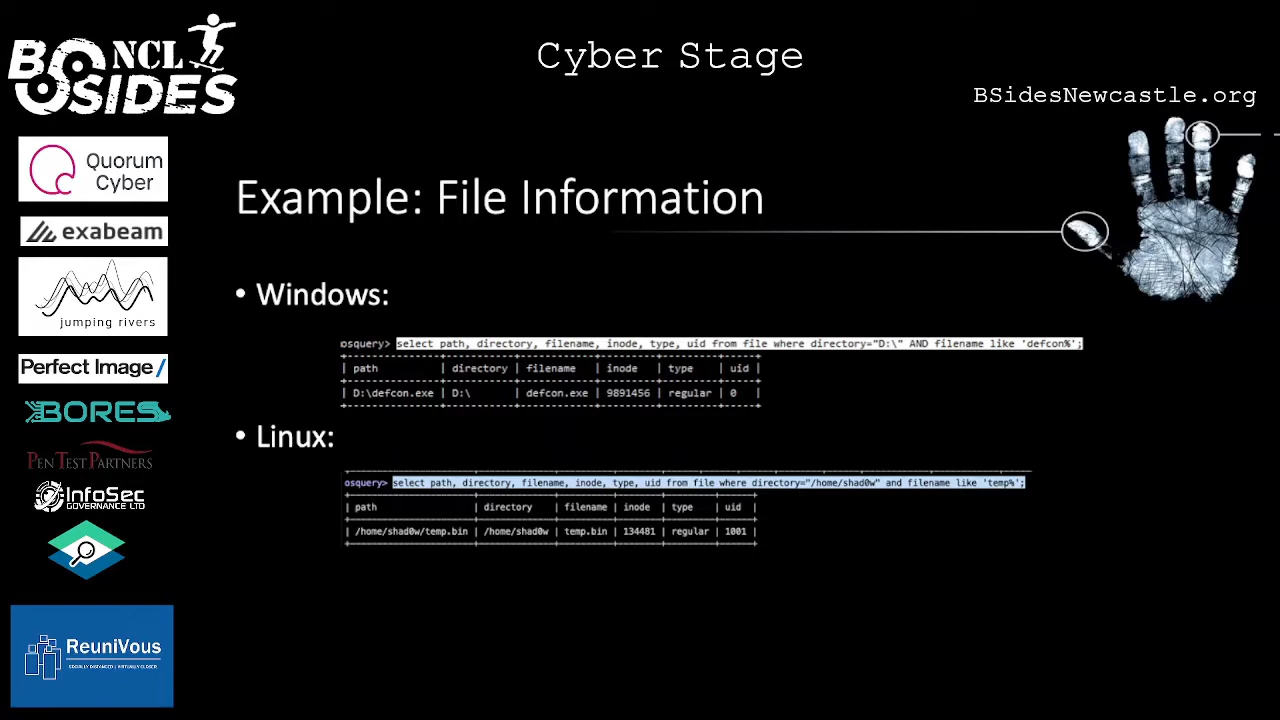 BSIDES NCL
Cyber Stage
BSidesNewcastle.org
Quorum
Cyber
exabeam
jumping rivers
Perfect Image/
BORES
PEN TEST PARTNERS
INFOSEC
GOVERNANCE LTD
ReuniVous
SOCIALLY DISTANCED | VIRTUALLY CLOSER
Example: File Information
• Windows:
osquery> select path, directory, filename, inode, type, uid from file where directory="D:\" AND filename like 'defcon%';
| path | directory | filename | inode | type | uid |
| D:\defcon.exe | D:\ | defcon.exe | 9891456 | regular | 0 |
• Linux:
osquery> select path, directory, filename, inode, type, uid from file where directory="/home/shad0w" and filename like 'temp%';
| path | directory | filename | inode | type | uid |
| /home/shad0w/temp.bin | /home/shad0w | temp.bin | 134481 | regular | 1001 |